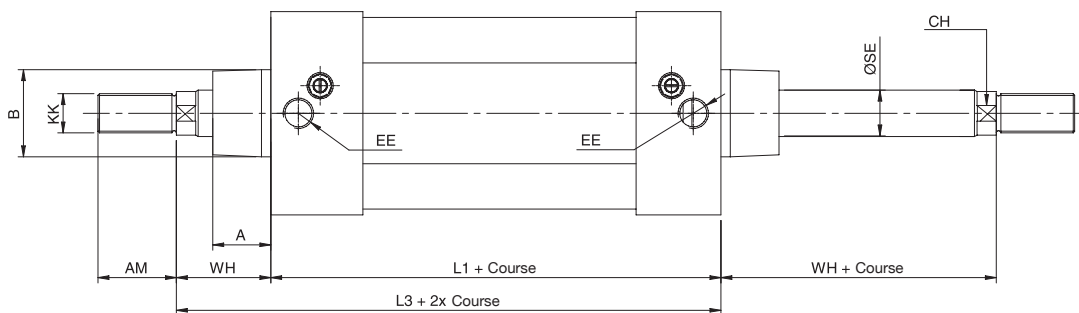 CH
ØSE
B
KK
EE
EE
A
AM
WH
L1 + Course
WH + Course
L3 + 2x Course